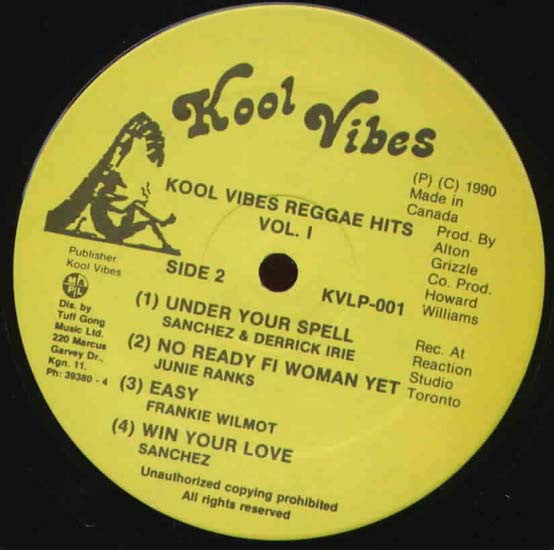 Kool Vibes
KOOL VIBES REGGAE HITS
VOL. I
(P) (C) 1990
Made in
Canada
Prod. By
Alton
Grizzle
Co. Prod.
Howard
Williams
Rec. At
Reaction
Studio
Toronto
Publisher
Kool Vibes
MA
PL
Dis. by
Tuff Gong
Music Ltd.
220 Marcus
Garvey Dr.,
Kgn. 11.
Ph: 39380 - 4
SIDE 2
KVLP-001
(1) UNDER YOUR SPELL
SANCHEZ & DERRICK IRIE
(2) NO READY FI WOMAN YET
JUNIE RANKS
(3) EASY
FRANKIE WILMOT
(4) WIN YOUR LOVE
SANCHEZ
Unauthorized copying prohibited
All rights reserved